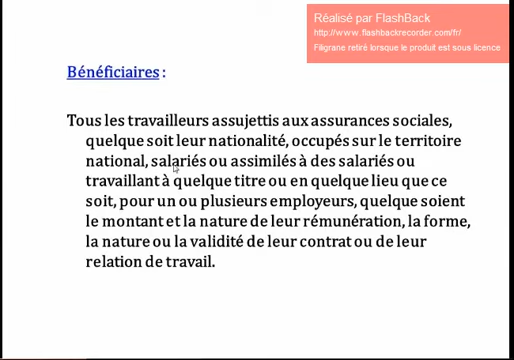 Réalisé par FlashBack
http://www.flashbackrecorder.com/fr/
Filigrane retiré lorsque le produit est sous licence
Bénéficiaires :
Tous les travailleurs assujettis aux assurances sociales,
quelque soit leur nationalité, occupés sur le territoire
national, salariés ou assimilés à des salariés ou
travaillant à quelque titre ou en quelque lieu que ce
soit, pour un ou plusieurs employeurs, quelque soient
le montant et la nature de leur rémunération, la forme,
la nature ou la validité de leur contrat ou de leur
relation de travail.